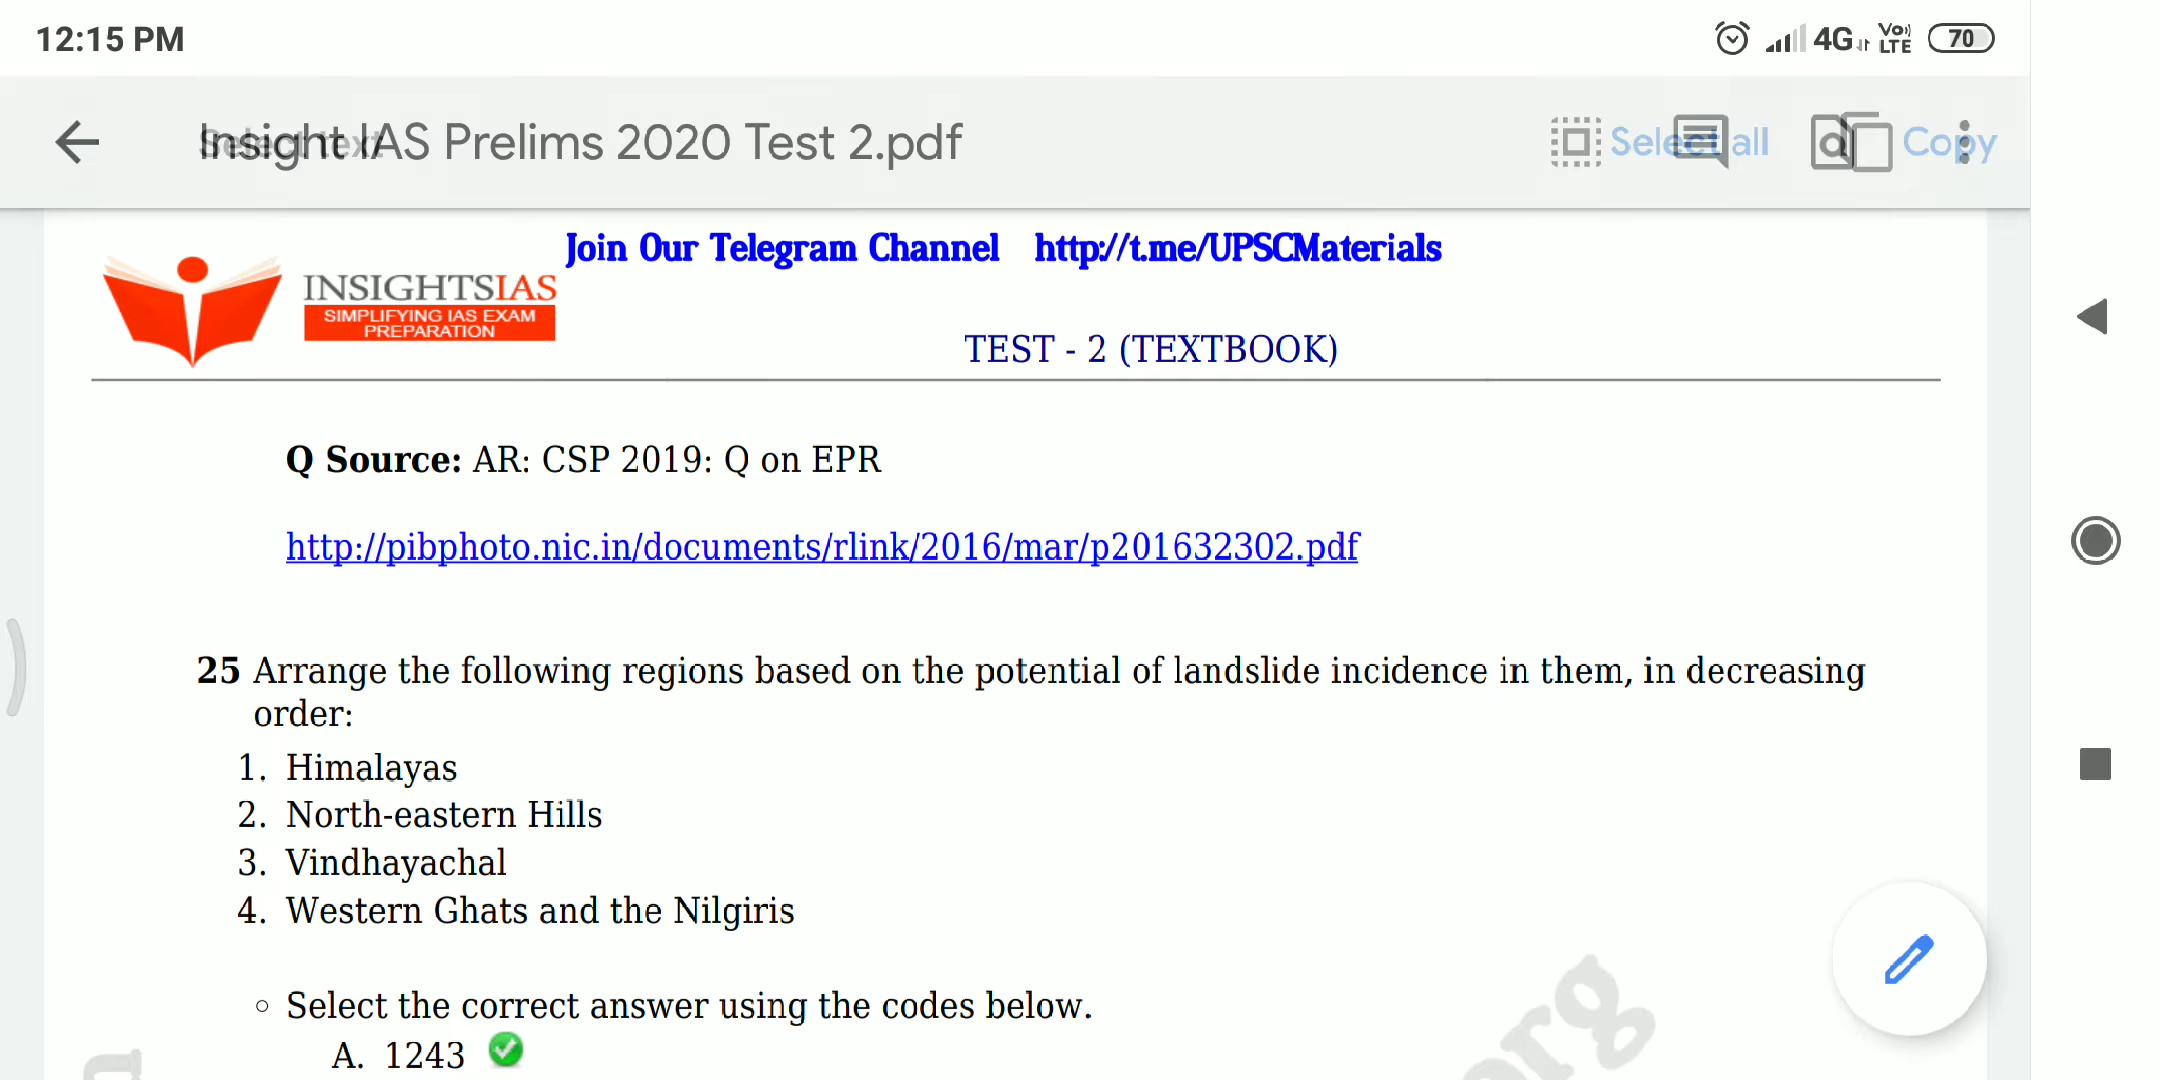 12:15 PM
4G Vo) LTE 70
Insight IAS Prelims 2020 Test 2.pdf
Select text
Select all
Copy
Join Our Telegram Channel http://t.me/UPSCMaterials
INSIGHTSIAS
SIMPLIFYING IAS EXAM
PREPARATION
TEST - 2 (TEXTBOOK)
Q Source: AR: CSP 2019: Q on EPR
http://pibphoto.nic.in/documents/rlink/2016/mar/p201632302.pdf
25 Arrange the following regions based on the potential of landslide incidence in them, in decreasing
order:
1. Himalayas
2. North-eastern Hills
3. Vindhayachal
4. Western Ghats and the Nilgiris
Select the correct answer using the codes below.
A. 1243